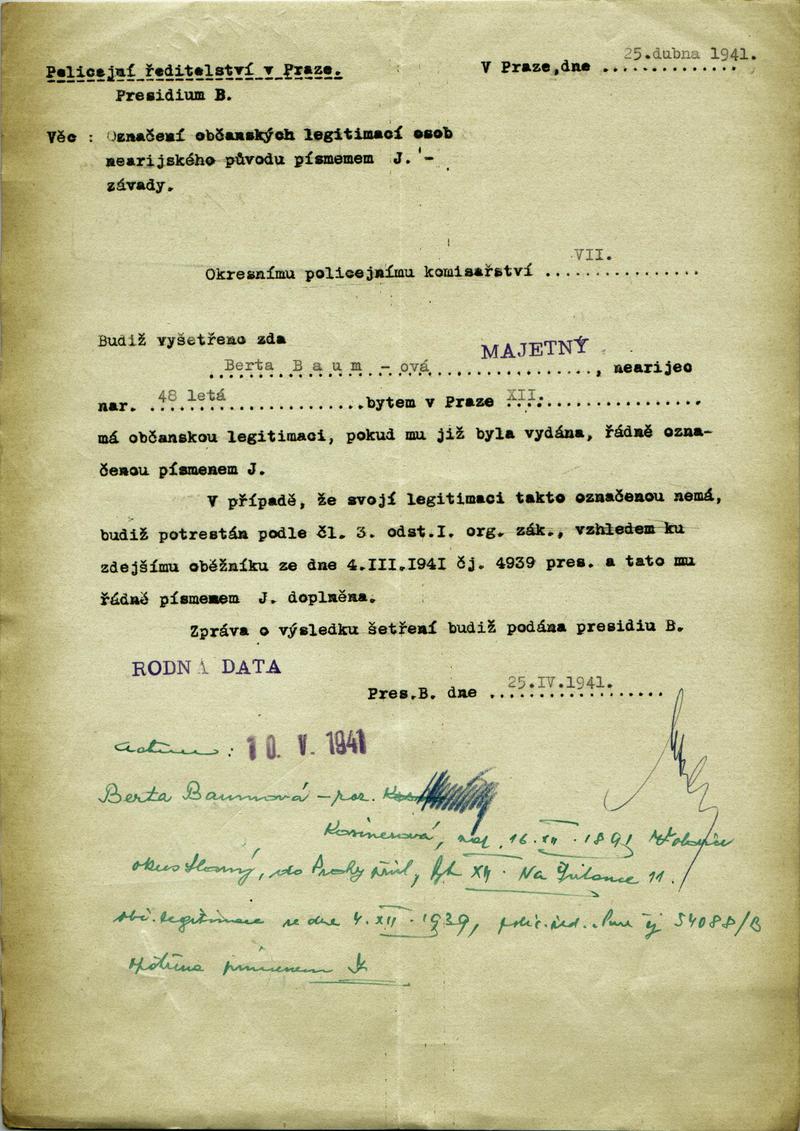 25.dubna 1941.
Policejní ředitelství v Praze.
V Praze,dne ..............
Presidium B.
Věc : Označení občanských legitimací osob
nearijského původu písmemem J. -
závady.
VII.
Okresnímu policejnímu komisařství ...............
Budiž vyšetřeno zda
MAJETNÝ
Berta B a u m - ová ................, nearijec
nar. 48 letá ..............bytem v Praze XII. ................
má občanskou legitimaci, pokud mu již byla vydána, řádně ozna-
čenou písmenem J.
V případě, že svojí legitimaci takto označenou nemá,
budiž potrestán podle čl. 3. odst.I. org. zák., vzhledem ku
zdejšímu oběžníku ze dne 4.III.1941 čj. 4939 pres. a tato mu
řádně písmenem J. doplněna.
Zpráva o výsledku šetření budiž podána presidiu B.
RODNÁ DATA
Pres.B. dne 25.IV.1941.
: 10. V. 1941
Berta Baumová - roz.
Kosinerová, nar. 16. XII. 1891
do Prahy přísl, byt. XII. Na 11.
obč. legitimace ze dne 4. XII. 1939, polic. řed. čj 54088/B
písmenem J.